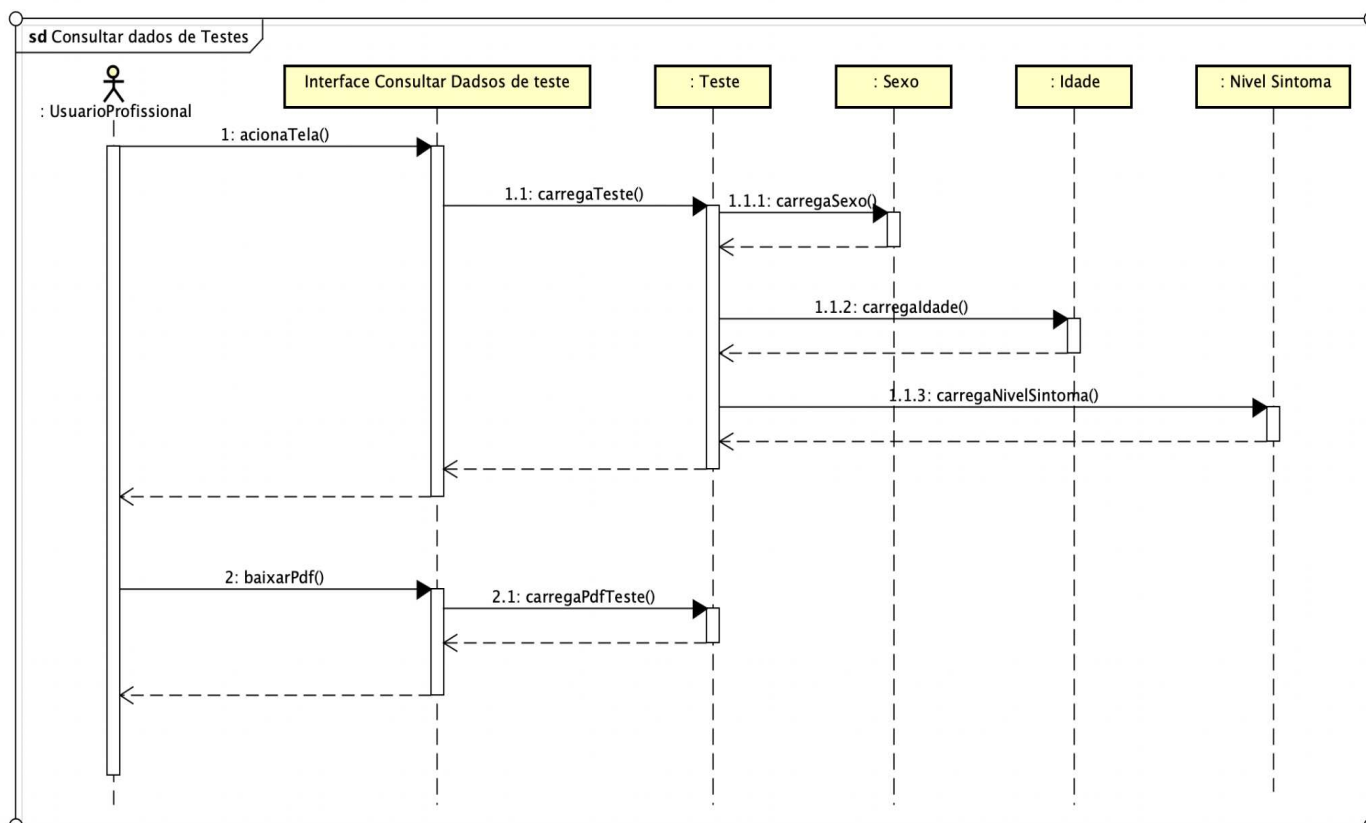 sd Consultar dados de Testes
: UsuarioProfissional
Interface Consultar Dadsos de teste
: Teste
: Sexo
: Idade
: Nivel Sintoma
1: acionaTela()
1.1: carregaTeste()
1.1.1: carregaSexo()
1.1.2: carregaIdade()
1.1.3: carregaNivelSintoma()
2: baixarPdf()
2.1: carregaPdfTeste()